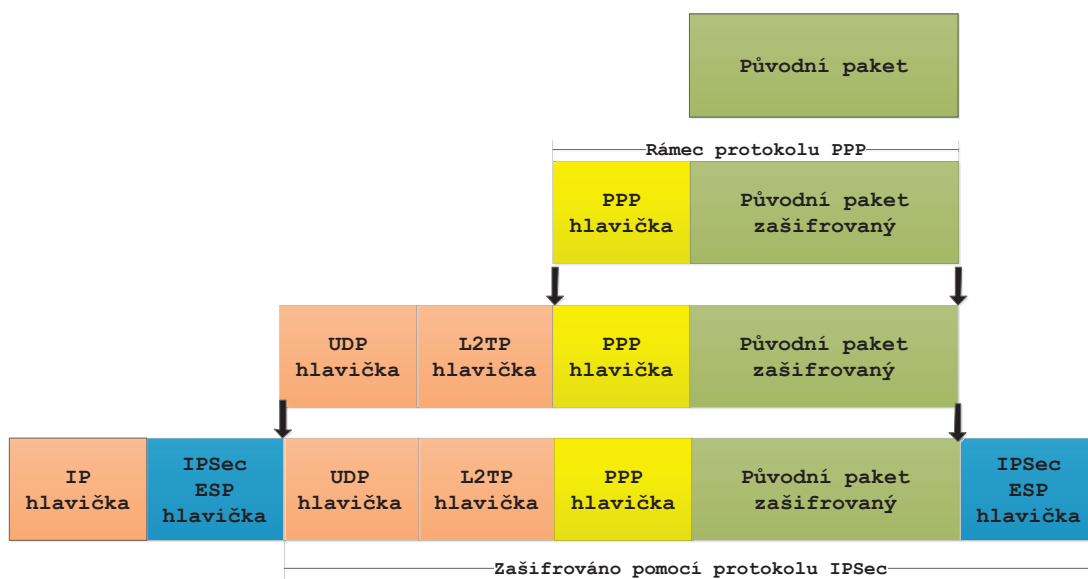 Původní paket
Rámec protokolu PPP
PPP
hlavička
Původní paket
zašifrovaný
UDP
hlavička
L2TP
hlavička
PPP
hlavička
Původní paket
zašifrovaný
IP
hlavička
IPSec
ESP
hlavička
UDP
hlavička
L2TP
hlavička
PPP
hlavička
Původní paket
zašifrovaný
IPSec
ESP
hlavička
Zašifrováno pomocí protokolu IPSec